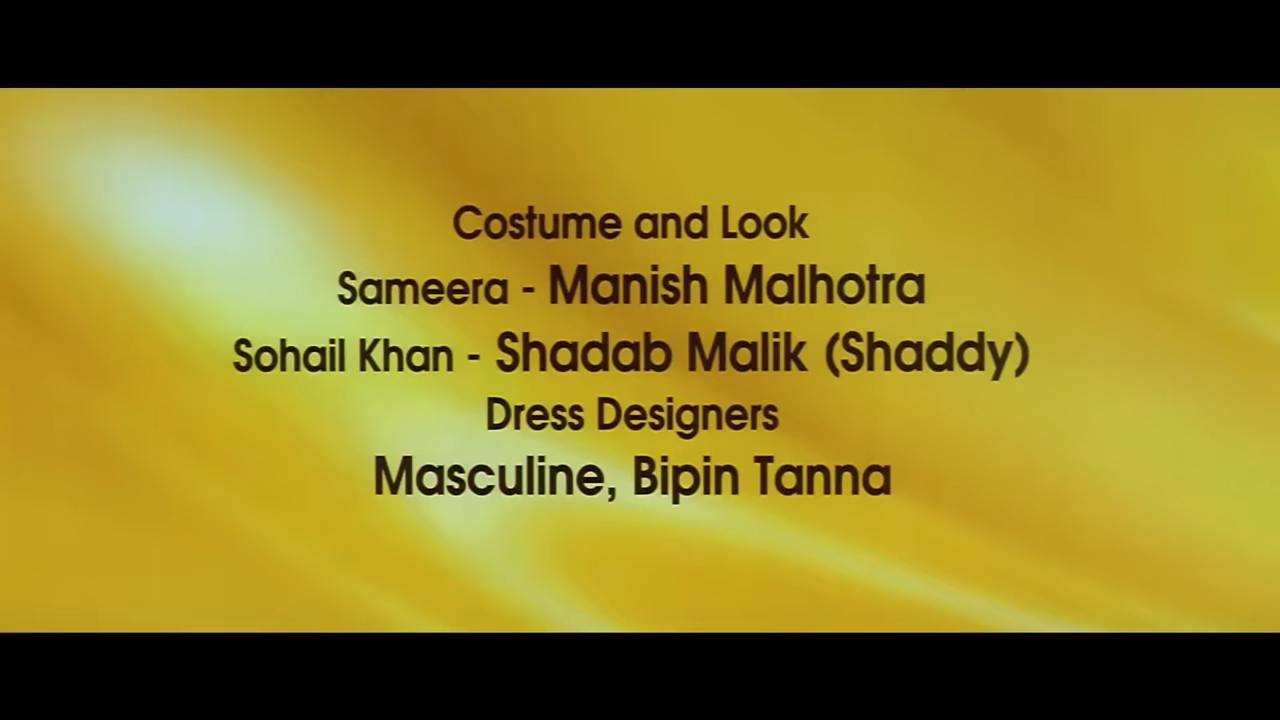 Costume and Look
Sameera - Manish Malhotra
Sohail Khan - Shadab Malik (Shaddy)
Dress Designers
Masculine, Bipin Tanna